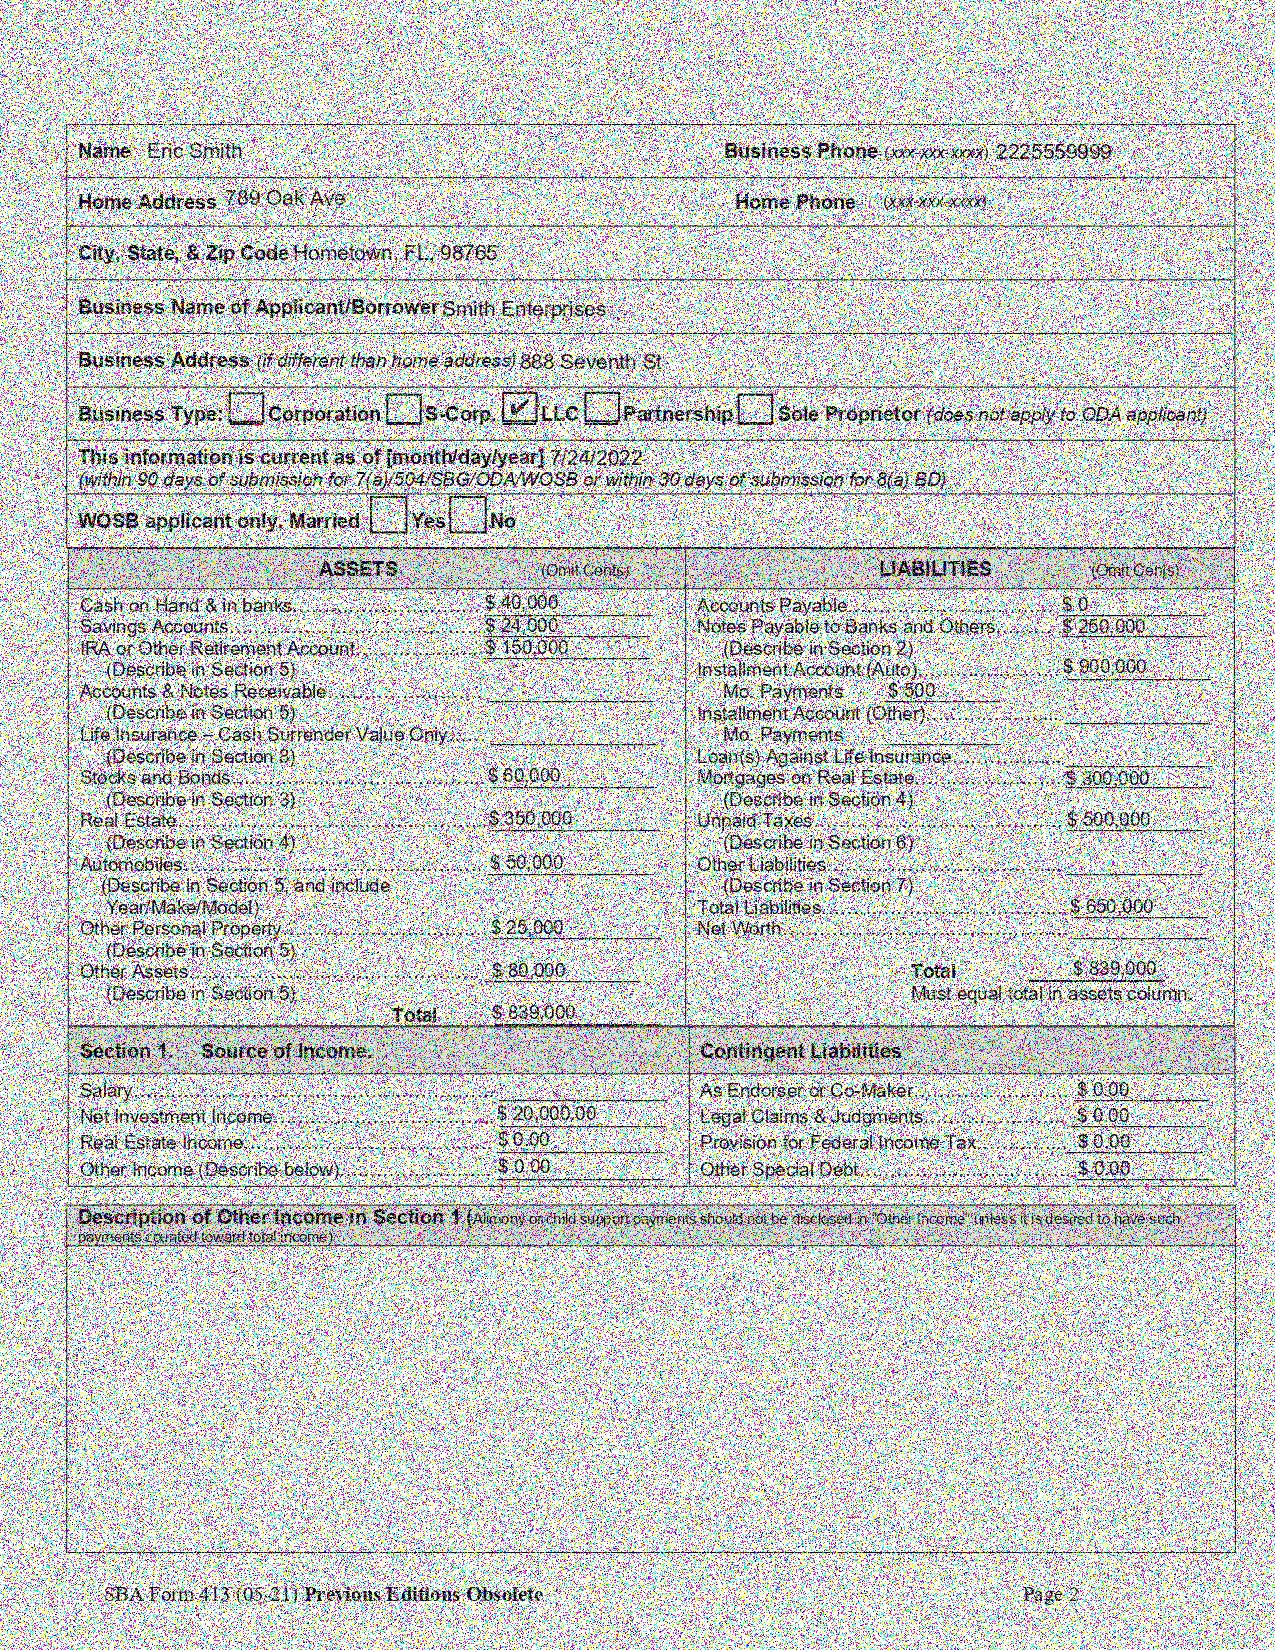 Name Eric Smith Business Phone (xxx-xxx-xxxx) 2225559999
Home Address 789 Oak Ave Home Phone (xxx-xxx-xxxx)
City, State, & Zip Code Hometown, FL, 98765
Business Name of Applicant/Borrower Smith Enterprises
Business Address (if different than home address) 888 Seventh St
Business Type: Corporation S-Corp. ✔ LLC Partnership Sole Proprietor (does not apply to ODA applicant)
This information is current as of [month/day/year] 7/24/2022
(within 90 days of submission for 7(a)/504/SBG/ODA/WOSB or within 30 days of submission for 8(a) BD)
WOSB applicant only, Married Yes No
ASSETS (Omit Cents) LIABILITIES (Omit Cents)
Cash on Hand & in banks $ 40,000 Accounts Payable $ 0
Savings Accounts $ 24,000 Notes Payable to Banks and Others $ 250,000
IRA or Other Retirement Account $ 150,000 (Describe in Section 2)
(Describe in Section 5) Installment Account (Auto) $ 900,000
Accounts & Notes Receivable Mo. Payments $ 500
(Describe in Section 5) Installment Account (Other)
Life Insurance – Cash Surrender Value Only Mo. Payments
(Describe in Section 8) Loan(s) Against Life Insurance
Stocks and Bonds $ 60,000 Mortgages on Real Estate $ 300,000
(Describe in Section 3) (Describe in Section 4)
Real Estate $ 350,000 Unpaid Taxes $ 500,000
(Describe in Section 4) (Describe in Section 6)
Automobiles $ 50,000 Other Liabilities
(Describe in Section 5, and include (Describe in Section 7)
Year/Make/Model) Total Liabilities $ 650,000
Other Personal Property $ 25,000 Net Worth
(Describe in Section 5)
Other Assets $ 80,000 Total $ 839,000
(Describe in Section 5) Must equal total in assets column.
Total $ 839,000
Section 1. Source of Income. Contingent Liabilities
Salary As Endorser or Co-Maker $ 0.00
Net Investment Income $ 20,000.00 Legal Claims & Judgments $ 0.00
Real Estate Income $ 0.00 Provision for Federal Income Tax $ 0.00
Other Income (Describe below) $ 0.00 Other Special Debt $ 0.00
Description of Other Income in Section 1 (Alimony or child support payments should not be disclosed in "Other Income" unless it is desired to have such
payments counted toward total income)
SBA Form 413 (05-21) Previous Editions Obsolete Page 2